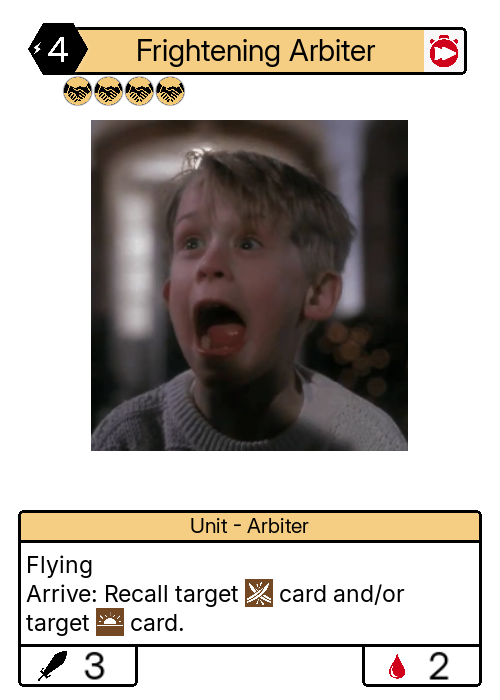 4 Frightening Arbiter
Unit - Arbiter
Flying
Arrive: Recall target card and/or
target card.
3 2